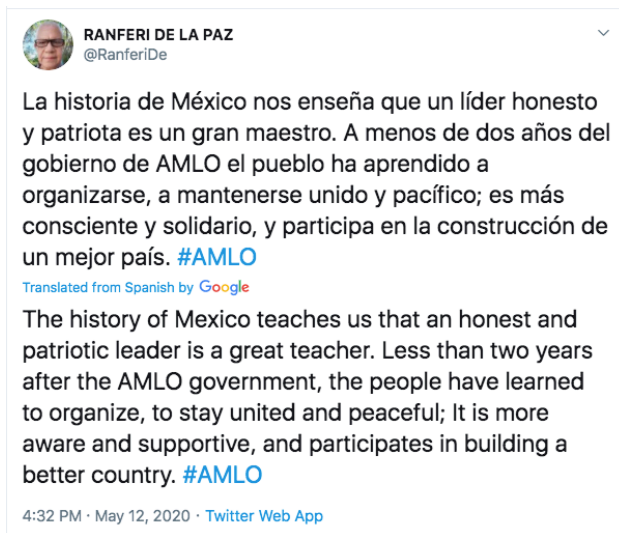 RANFERI DE LA PAZ
@RanferiDe
La historia de México nos enseña que un líder honesto
y patriota es un gran maestro. A menos de dos años del
gobierno de AMLO el pueblo ha aprendido a
organizarse, a mantenerse unido y pacífico; es más
consciente y solidario, y participa en la construcción de
un mejor país. #AMLO
Translated from Spanish by Google
The history of Mexico teaches us that an honest and
patriotic leader is a great teacher. Less than two years
after the AMLO government, the people have learned
to organize, to stay united and peaceful; It is more
aware and supportive, and participates in building a
better country. #AMLO
4:32 PM · May 12, 2020 · Twitter Web App